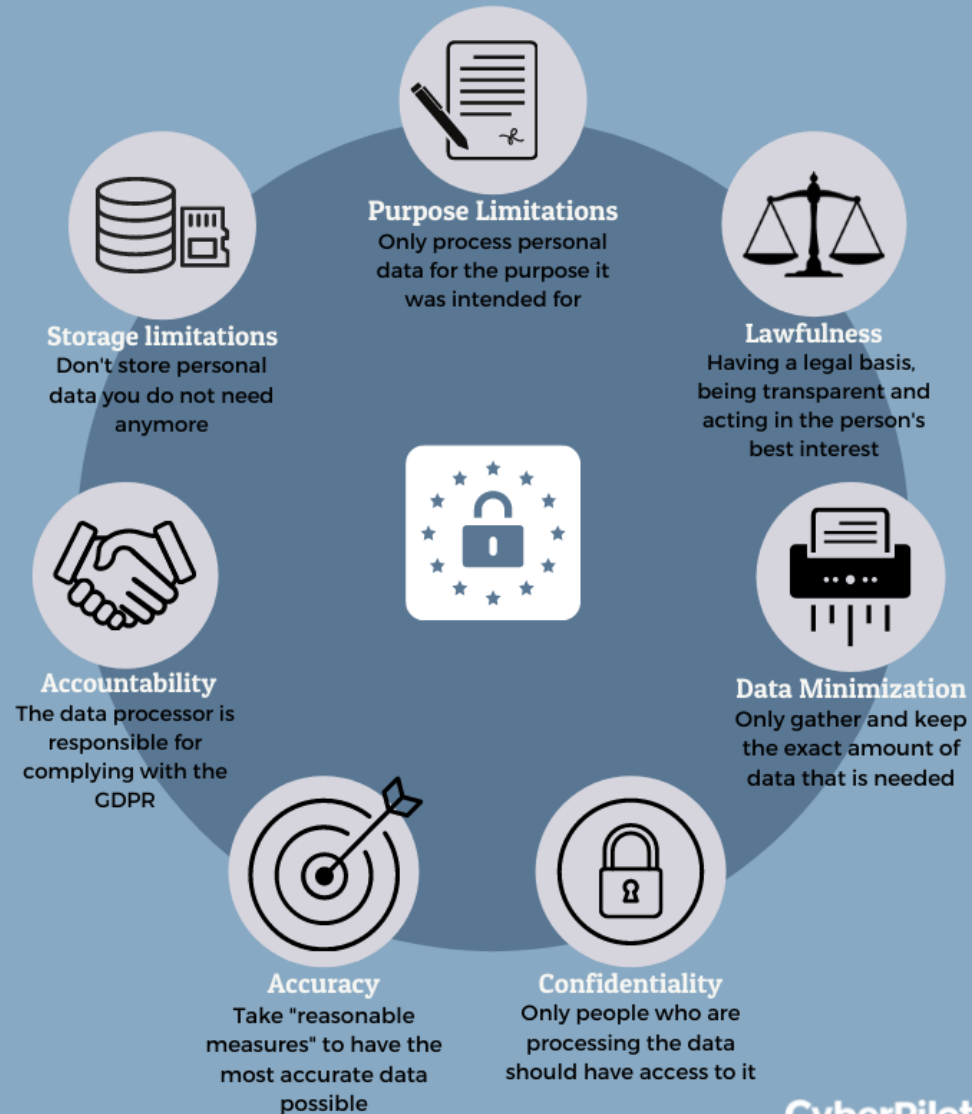 Purpose Limitations
Only process personal
data for the purpose it
was intended for
Lawfulness
Having a legal basis,
being transparent and
acting in the person's
best interest
Data Minimization
Only gather and keep
the exact amount of
data that is needed
Confidentiality
Only people who are
processing the data
should have access to it
Accuracy
Take "reasonable
measures" to have the
most accurate data
possible
Accountability
The data processor is
responsible for
complying with the
GDPR
Storage limitations
Don't store personal
data you do not need
anymore
CyberPilot